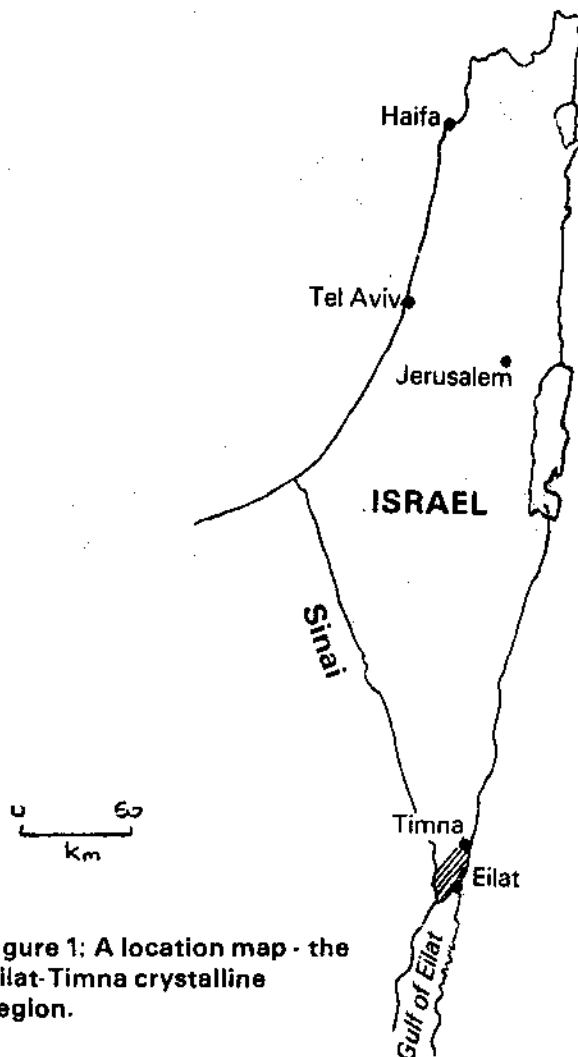 Haifa
Tel Aviv
Jerusalem
ISRAEL
Sinai
Timna
Eilat
Gulf of Eilat
km
gure 1: A location map - the
ilat-Timna crystalline
egion.